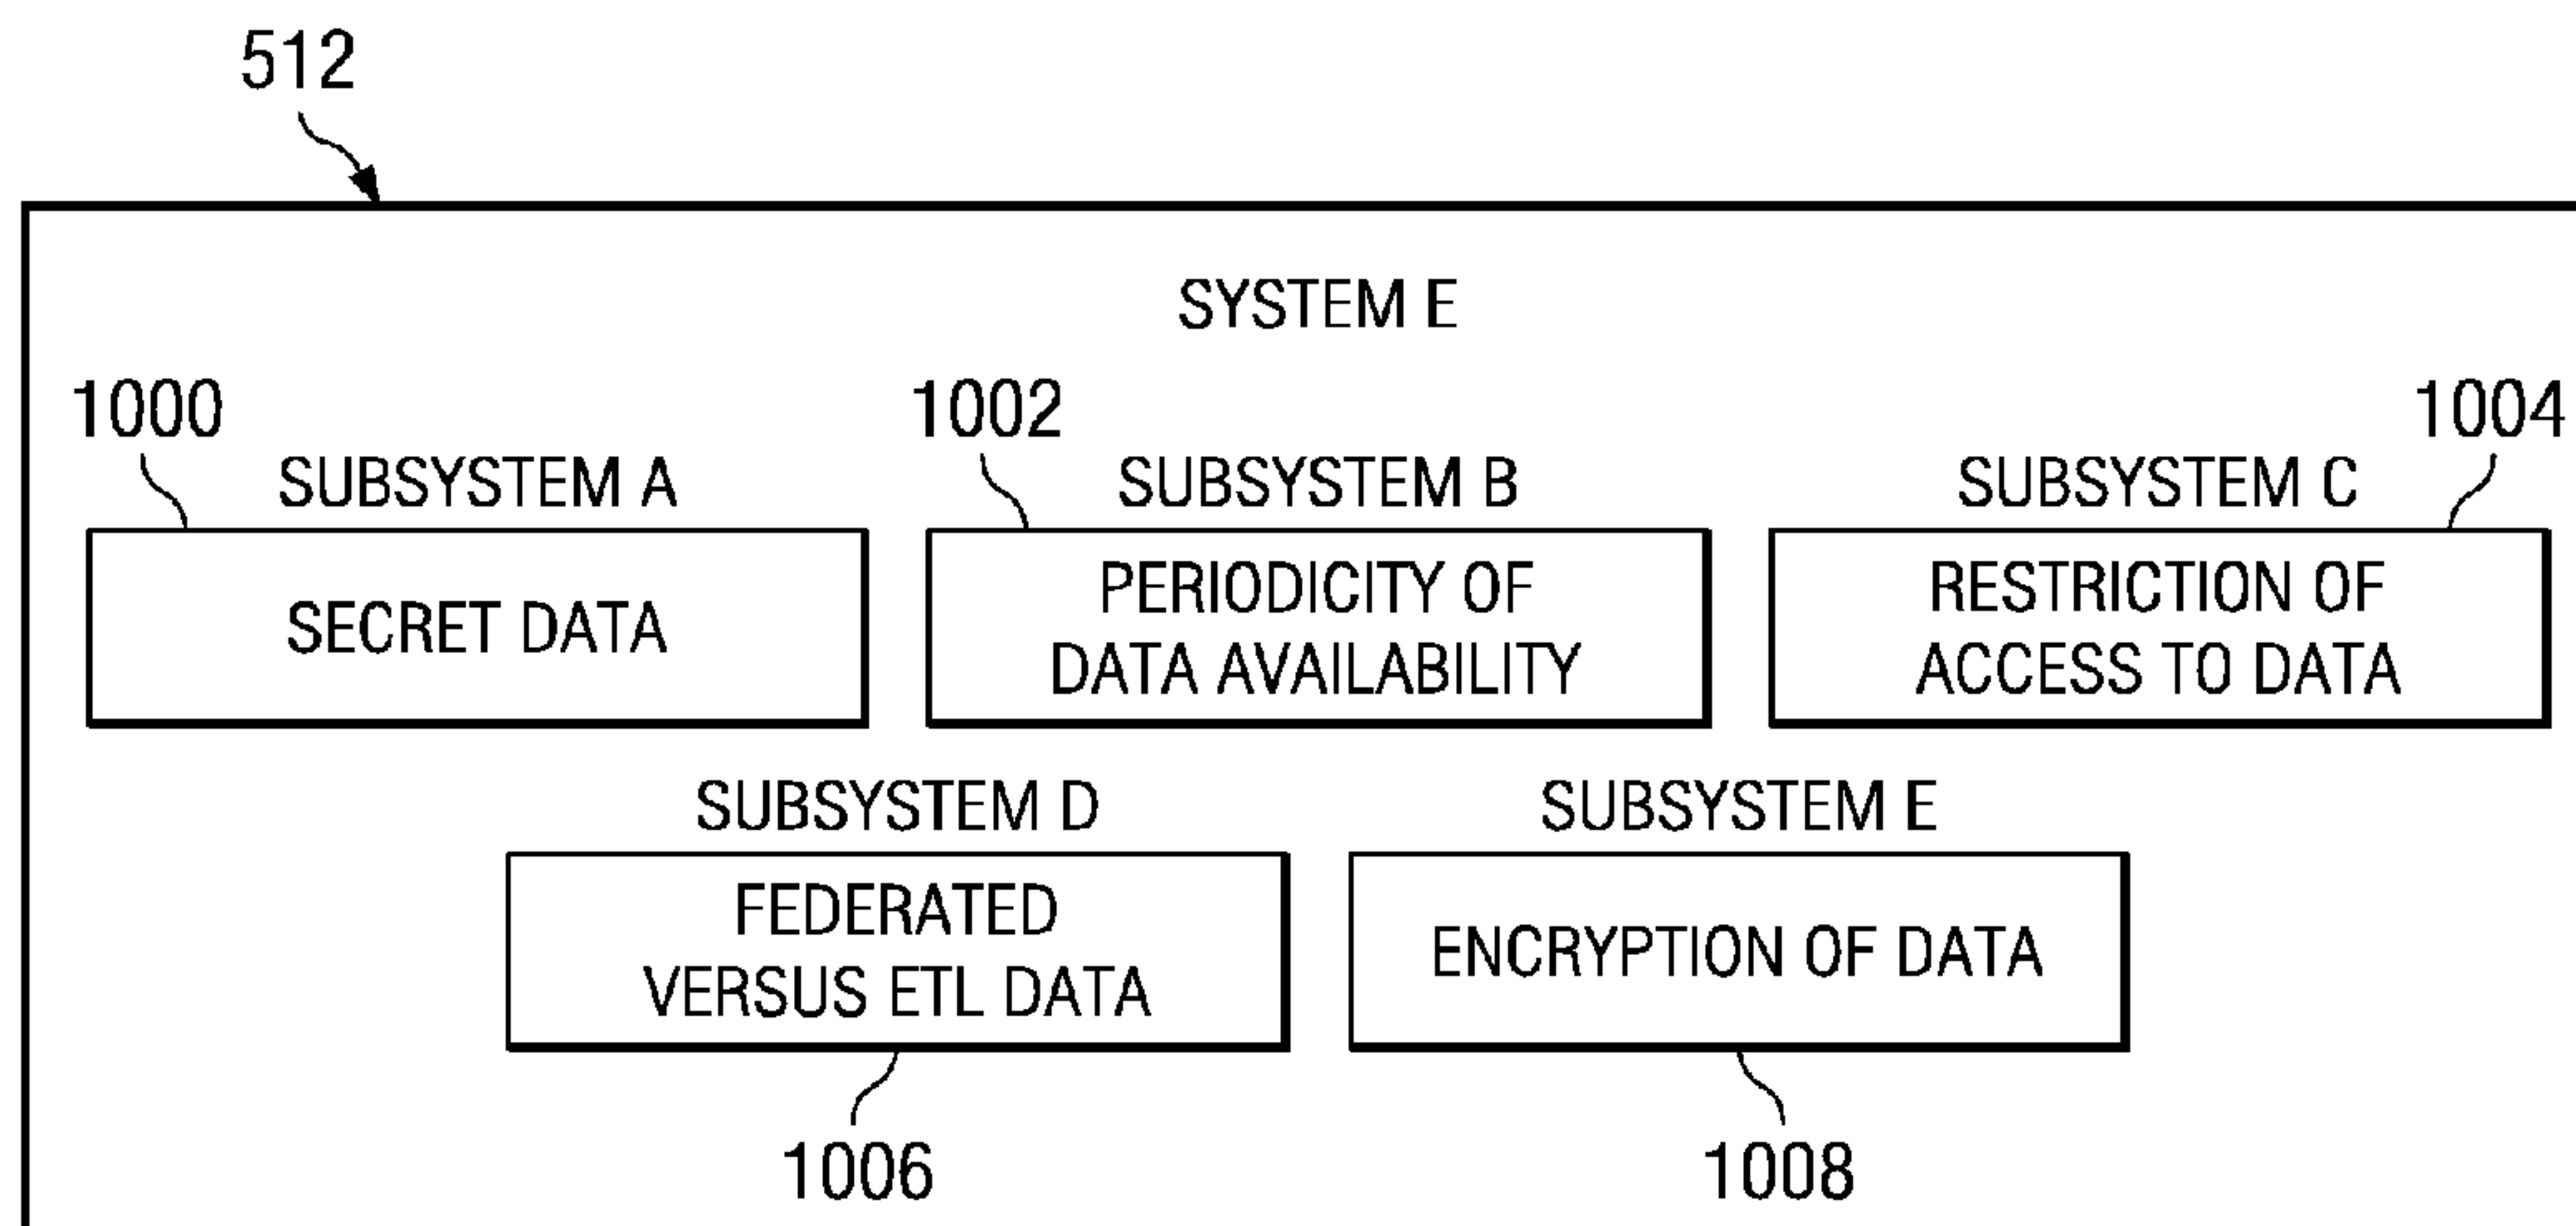 512
SYSTEM E
1000
1002
1004
SUBSYSTEM A
SUBSYSTEM B
SUBSYSTEM C
SECRET DATA
PERIODICITY OF
DATA AVAILABILITY
RESTRICTION OF
ACCESS TO DATA
SUBSYSTEM D
SUBSYSTEM E
FEDERATED
VERSUS ETL DATA
ENCRYPTION OF DATA
1006
1008